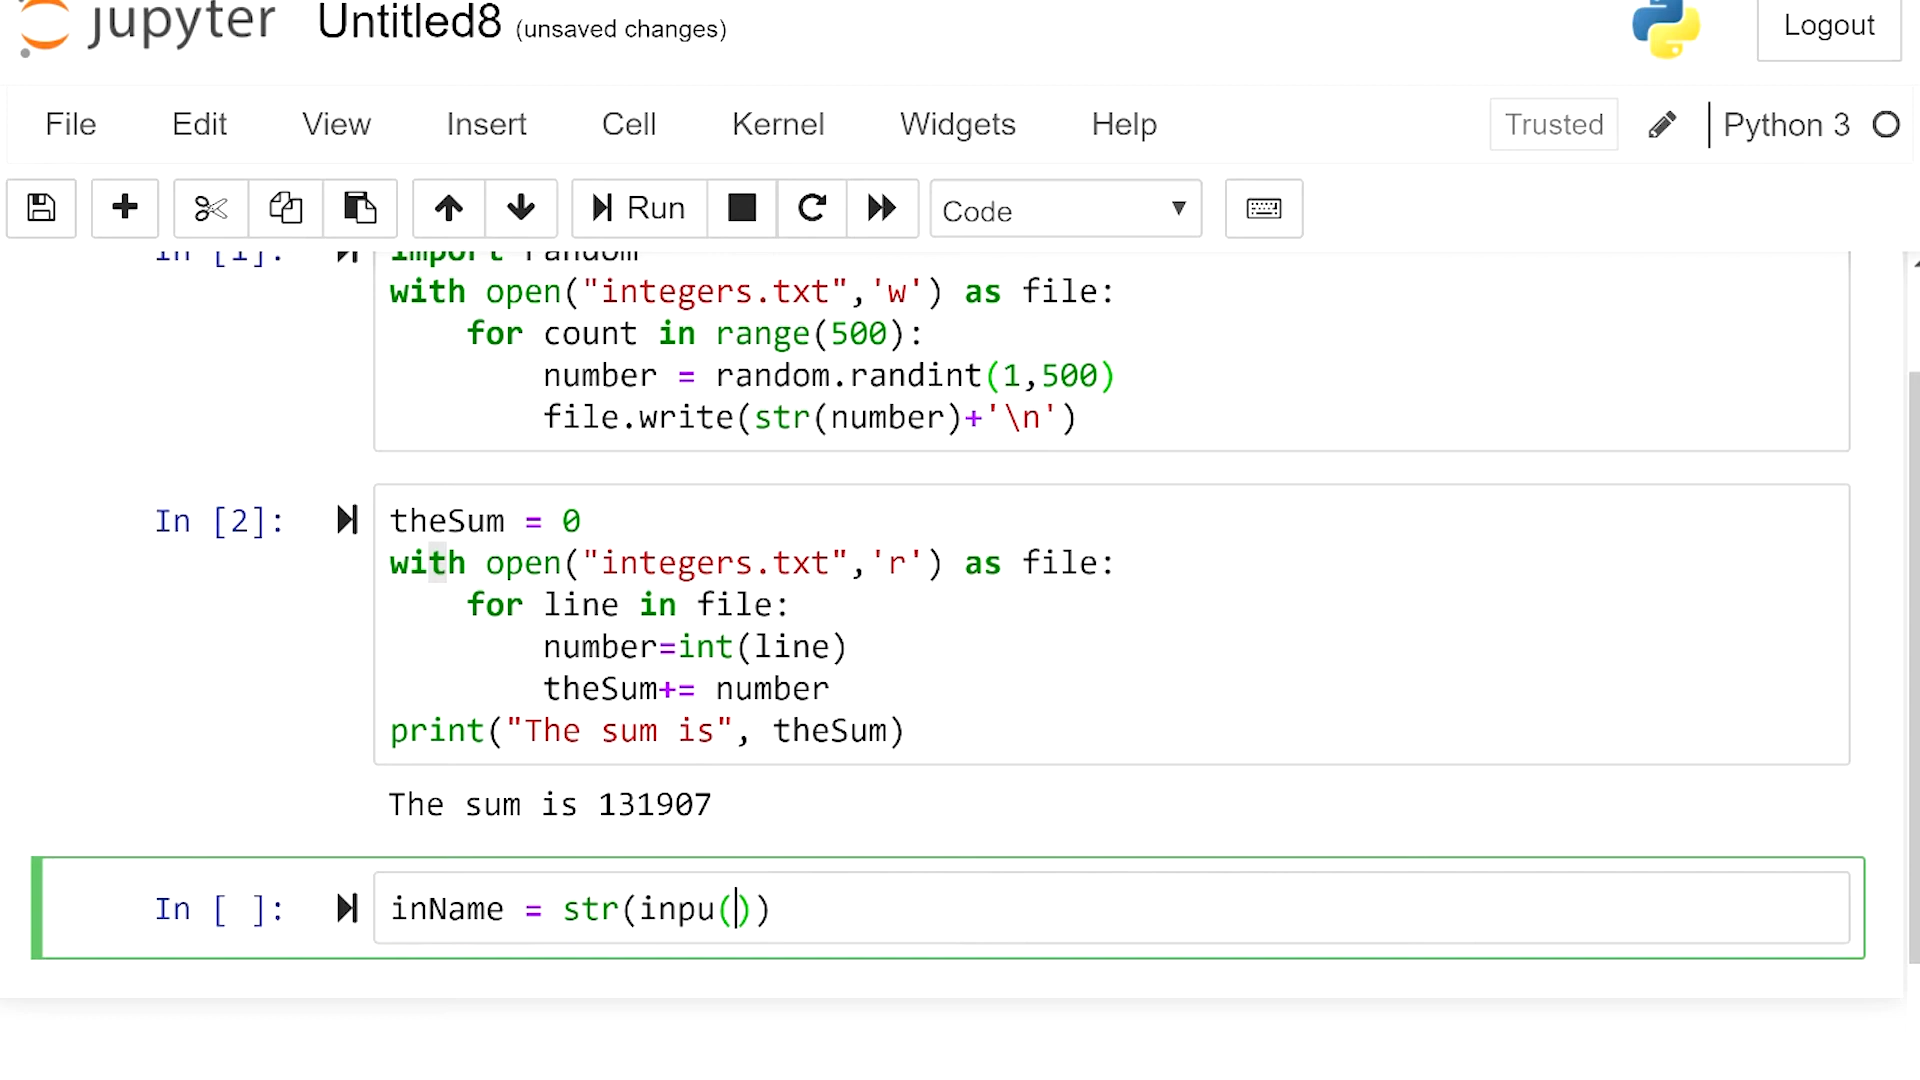 jupyter Untitled8 (unsaved changes) Logout
File Edit View Insert Cell Kernel Widgets Help Trusted Python 3
Run Code
In [1]: import random
with open("integers.txt",'w') as file:
for count in range(500):
number = random.randint(1,500)
file.write(str(number)+'\n')
In [2]: theSum = 0
with open("integers.txt",'r') as file:
for line in file:
number=int(line)
theSum+= number
print("The sum is", theSum)
The sum is 131907
In [ ]: inName = str(inpu())